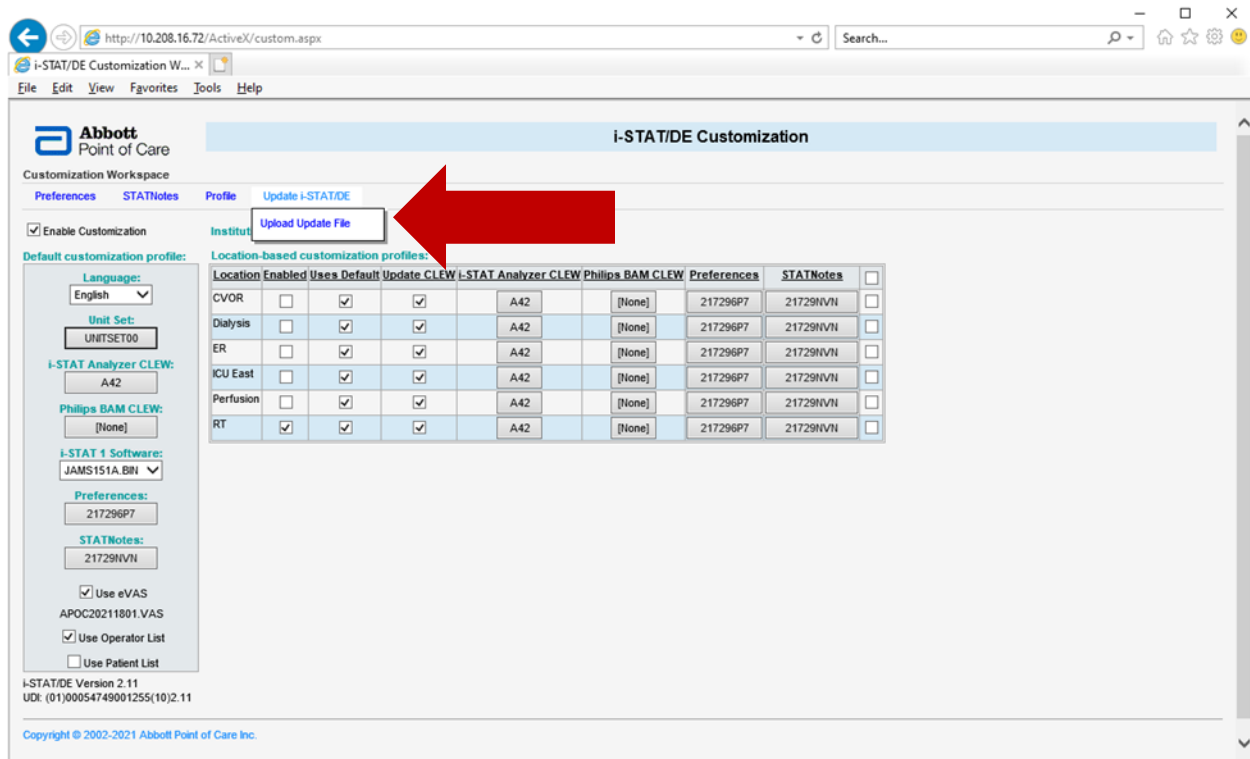 http://10.208.16.72/ActiveX/custom.aspx
Search...
i-STAT/DE Customization W...
File Edit View Favorites Tools Help
Abbott
Point of Care
i-STAT/DE Customization
Customization Workspace
Preferences STATNotes Profile Update i-STAT/DE
Upload Update File
Enable Customization
Institut
Default customization profile:
Location-based customization profiles:
Language:
English
Unit Set:
UNITSET00
i-STAT Analyzer CLEW:
A42
Philips BAM CLEW:
[None]
i-STAT 1 Software:
JAMS151A.BIN
Preferences:
217296P7
STATNotes:
21729NVN
Use eVAS
APOC20211801.VAS
Use Operator List
Use Patient List
Location Enabled Uses Default Update CLEW i-STAT Analyzer CLEW Philips BAM CLEW Preferences STATNotes
CVOR A42 [None] 217296P7 21729NVN
Dialysis A42 [None] 217296P7 21729NVN
ER A42 [None] 217296P7 21729NVN
ICU East A42 [None] 217296P7 21729NVN
Perfusion A42 [None] 217296P7 21729NVN
RT A42 [None] 217296P7 21729NVN
i-STAT/DE Version 2.11
UDI: (01)00054749001255(10)2.11
Copyright © 2002-2021 Abbott Point of Care Inc.